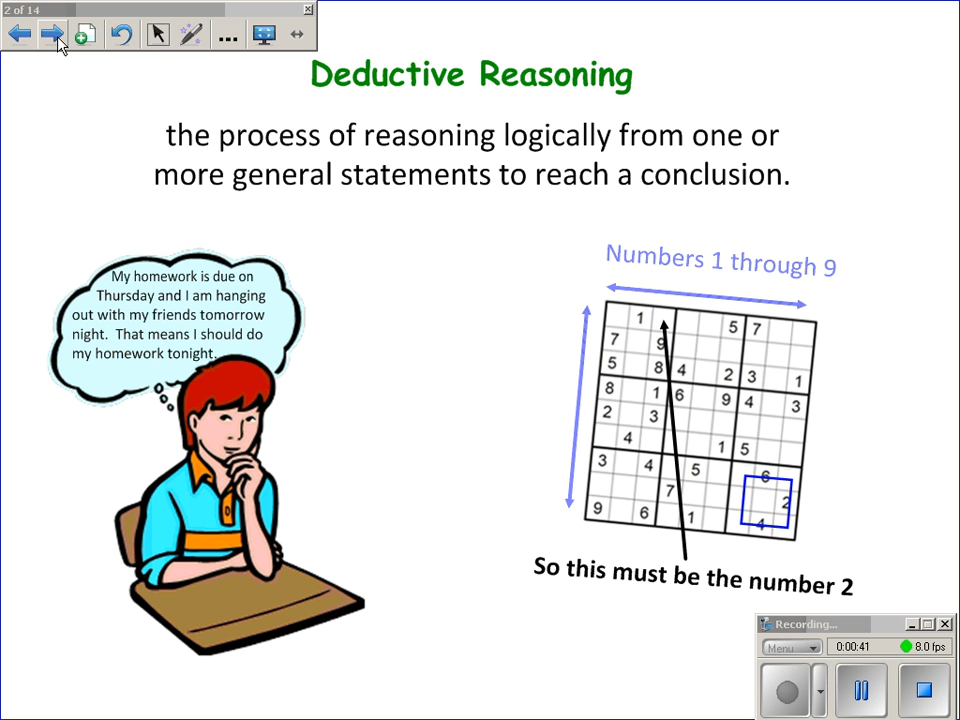 2 of 14
Deductive Reasoning
the process of reasoning logically from one or
more general statements to reach a conclusion.
My homework is due on
Thursday and I am hanging
out with my friends tomorrow
night. That means I should do
my homework tonight.
Numbers 1 through 9
1 5 7
7 9
5 8 4 2 3 1
8 1 6 9 4 3
2 3
4 1 5
3 4 5 6
7 2
9 6 1 4
So this must be the number 2
Recording...
Menu 0:00:41 8.0 fps